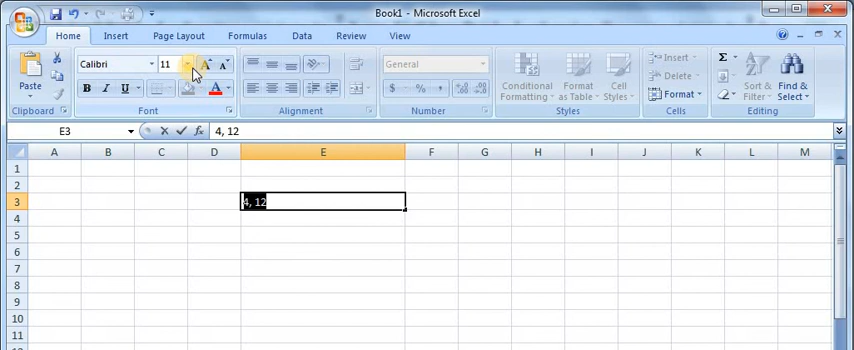 Book1 - Microsoft Excel
Home Insert Page Layout Formulas Data Review View
Calibri 11 General Insert Σ
Paste Conditional Formatting Format as Table Cell Styles Delete Sort & Filter Find & Select
B I U A $ % , Format
Clipboard Font Alignment Number Styles Cells Editing
E3 fx 4, 12
A B C D E F G H I J K L M
1
2
3 4, 12
4
5
6
7
8
9
10
11